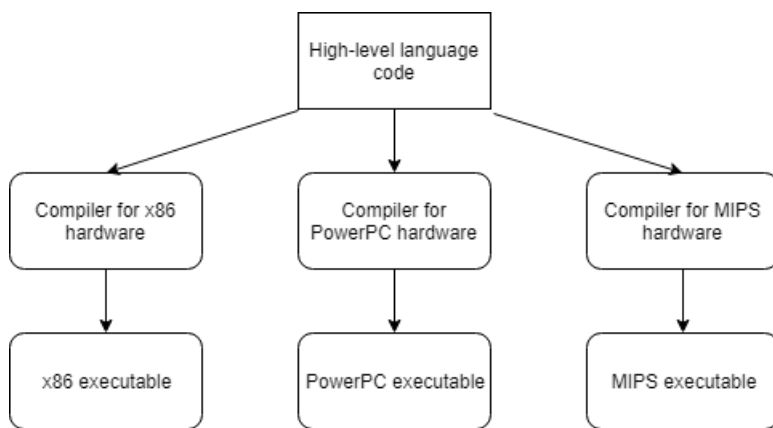 High-level language
code
Compiler for x86
hardware
Compiler for
PowerPC hardware
Compiler for MIPS
hardware
x86 executable
PowerPC executable
MIPS executable